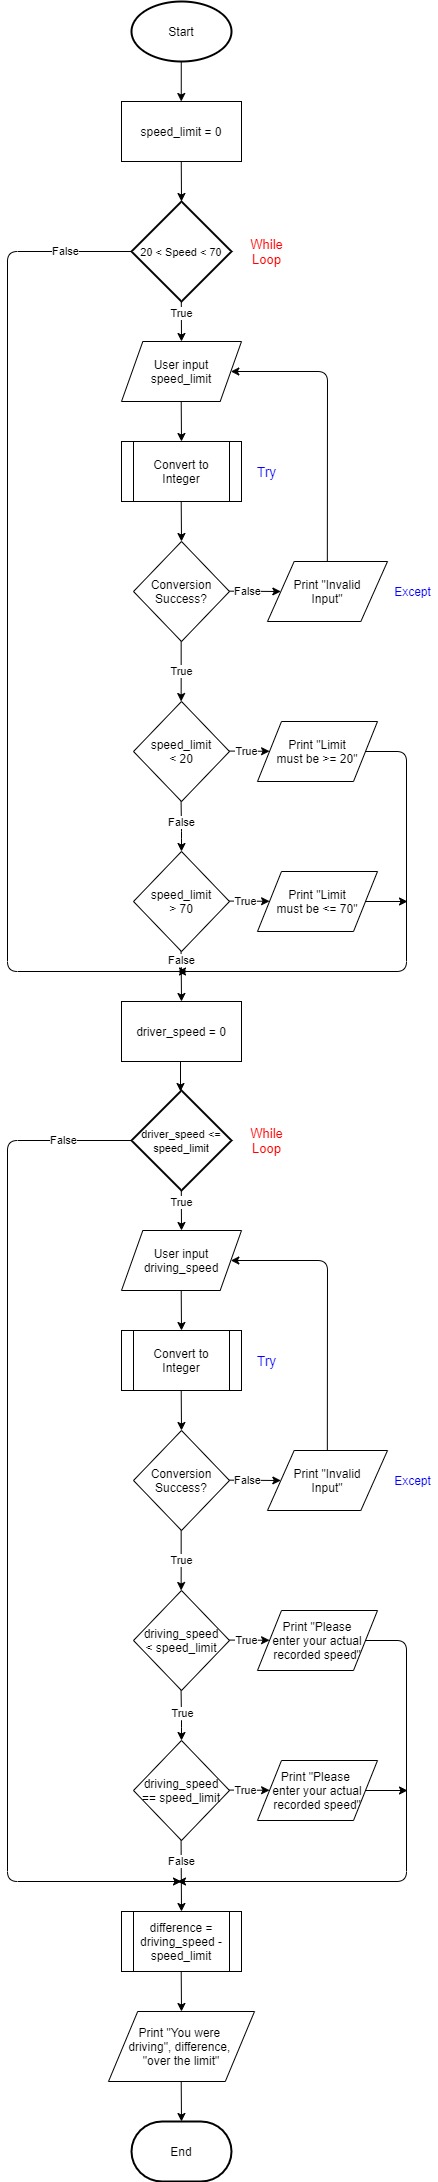 Start
speed_limit = 0
20 < Speed < 70
While
Loop
False
True
User input
speed_limit
Convert to
Integer
Try
Conversion
Success?
False
Print "Invalid
Input"
Except
True
speed_limit
< 20
True
Print "Limit
must be >= 20"
False
speed_limit
> 70
True
Print "Limit
must be <= 70"
False
driver_speed = 0
driver_speed <=
speed_limit
While
Loop
False
True
User input
driving_speed
Convert to
Integer
Try
Conversion
Success?
False
Print "Invalid
Input"
Except
True
driving_speed
< speed_limit
True
Print "Please
enter your actual
recorded speed"
True
driving_speed
== speed_limit
True
Print "Please
enter your actual
recorded speed"
False
difference =
driving_speed -
speed_limit
Print "You were
driving", difference,
"over the limit"
End